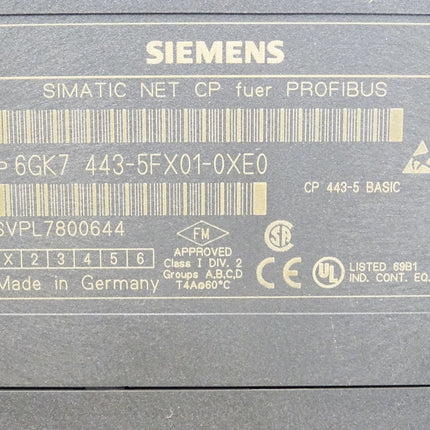 SIEMENS
SIMATIC NET CP fuer PROFIBUS
P 6GK7 443-5FX01-0XE0
CP 443-5 BASIC
SVPL7800644
FM
APPROVED
Class I DIV. 2
Groups A,B,C,D
T4A@60°C
X 2 3 4 5 6
Made in Germany
SA
CE
UL
LISTED 69B1
IND. CONT. EQ.